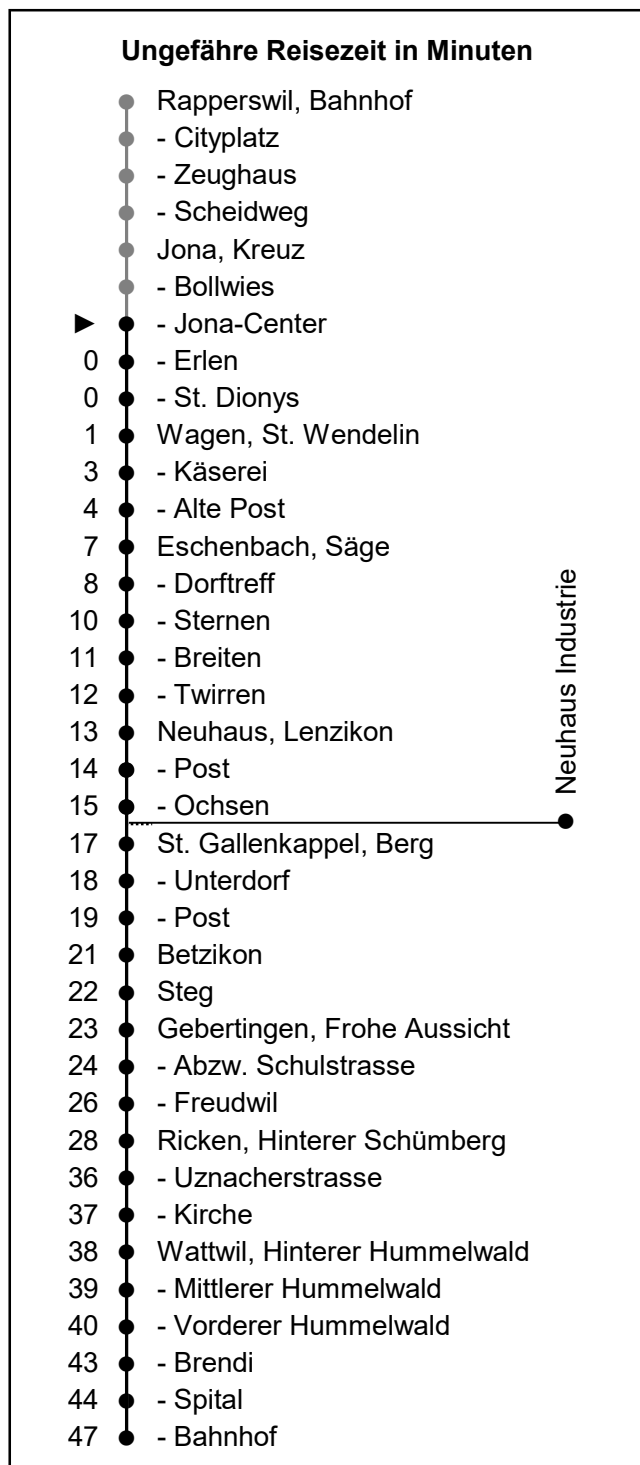 Ungefähre Reisezeit in Minuten
Rapperswil, Bahnhof
- Cityplatz
- Zeughaus
- Scheidweg
Jona, Kreuz
- Bollwies
► - Jona-Center
0 - Erlen
0 - St. Dionys
1 Wagen, St. Wendelin
3 - Käserei
4 - Alte Post
7 Eschenbach, Säge
8 - Dorftreff
10 - Sternen
11 - Breiten
12 - Twirren
13 Neuhaus, Lenzikon
14 - Post
15 - Ochsen
Neuhaus Industrie
17 St. Gallenkappel, Berg
18 - Unterdorf
19 - Post
21 Betzikon
22 Steg
23 Gebertingen, Frohe Aussicht
24 - Abzw. Schulstrasse
26 - Freudwil
28 Ricken, Hinterer Schümberg
36 - Uznacherstrasse
37 - Kirche
38 Wattwil, Hinterer Hummelwald
39 - Mittlerer Hummelwald
40 - Vorderer Hummelwald
43 - Brendi
44 - Spital
47 - Bahnhof